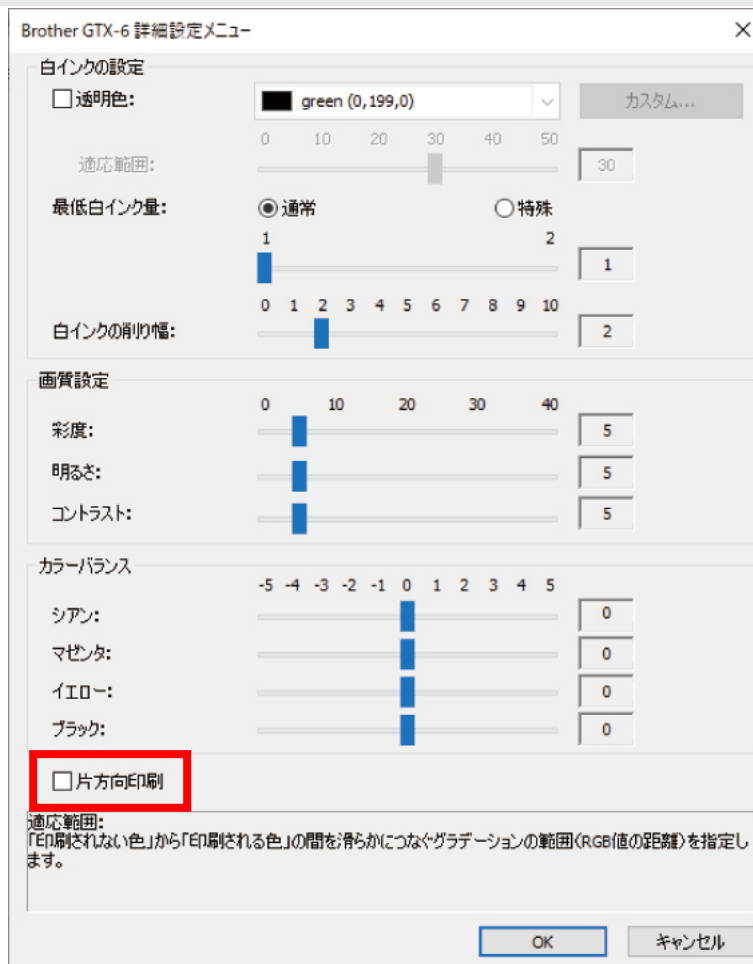 Brother GTX-6 詳細設定メニュー
白インクの設定
透明色:
green (0,199,0)
カスタム...
0 10 20 30 40 50
適応範囲:
30
最低白インク量:
通常
特殊
1 2
1
0 1 2 3 4 5 6 7 8 9 10
白インクの削り幅:
2
画質設定
0 10 20 30 40
彩度:
5
明るさ:
5
コントラスト:
5
カラーバランス
-5 -4 -3 -2 -1 0 1 2 3 4 5
シアン:
0
マゼンタ:
0
イエロー:
0
ブラック:
0
片方向印刷
適応範囲:
「印刷されない色」から「印刷される色」の間を滑らかにつなぐグラデーションの範囲(RGB値の距離)を指定し
ます。
OK
キャンセル